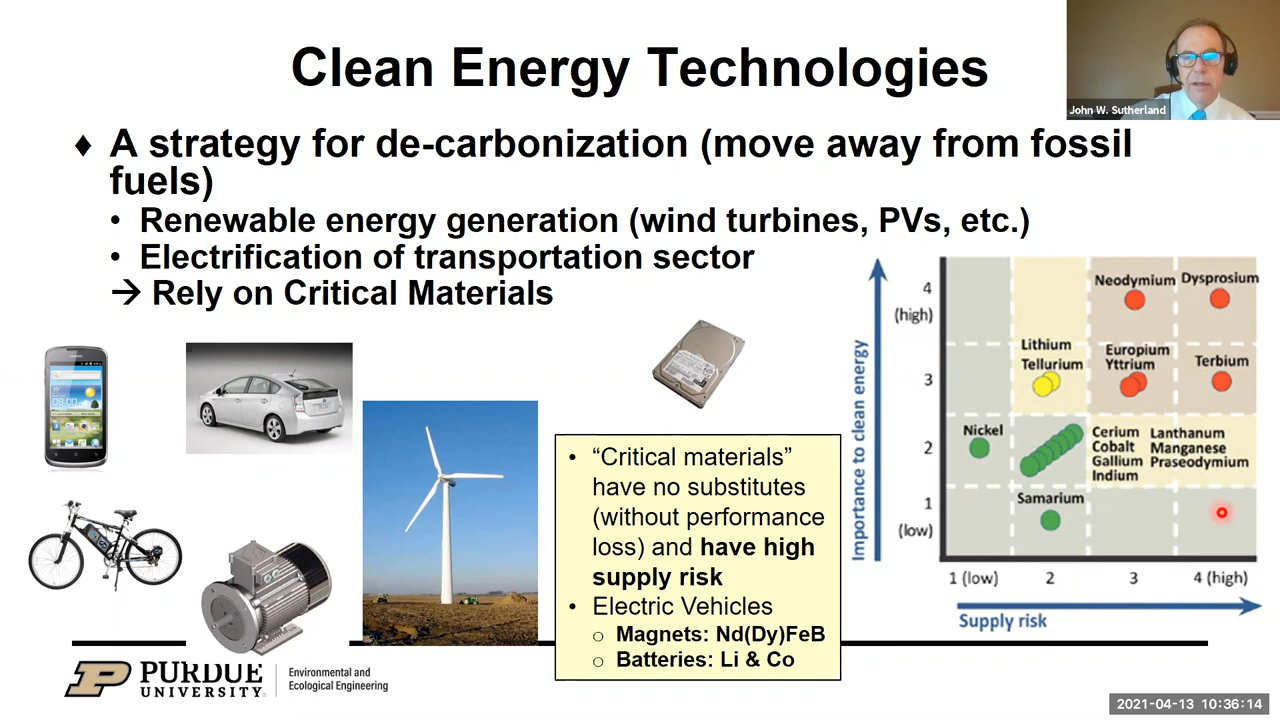 Clean Energy Technologies
John W. Sutherland
♦ A strategy for de-carbonization (move away from fossil
fuels)
• Renewable energy generation (wind turbines, PVs, etc.)
• Electrification of transportation sector
→ Rely on Critical Materials
• “Critical materials”
have no substitutes
(without performance
loss) and have high
supply risk
• Electric Vehicles
○ Magnets: Nd(Dy)FeB
○ Batteries: Li & Co
Importance to clean energy
4
(high)
3
2
1
(low)
Neodymium
Dysprosium
Lithium
Tellurium
Europium
Yttrium
Terbium
Nickel
Cerium
Cobalt
Gallium
Indium
Lanthanum
Manganese
Praseodymium
Samarium
1 (low)
2
3
4 (high)
Supply risk
PURDUE
UNIVERSITY
Environmental and
Ecological Engineering
2021-04-13 10:36:14